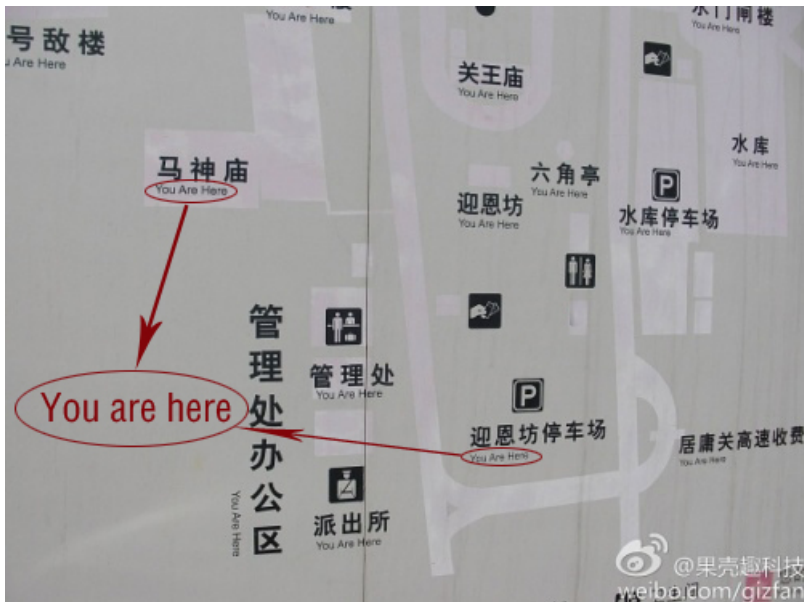 You Are Here
号敌楼
You Are Here
水门闸楼
You Are Here
关王庙
You Are Here
水库
You Are Here
马神庙
You Are Here
六角亭
You Are Here
P
迎恩坊
You Are Here
水库停车场
You Are Here
管理处办公区
You Are Here
管理处
You Are Here
P
You are here
迎恩坊停车场
You Are Here
居庸关高速收费
You Are Here
派出所
You Are Here
@果壳趣科技
weibo.com/gizfan